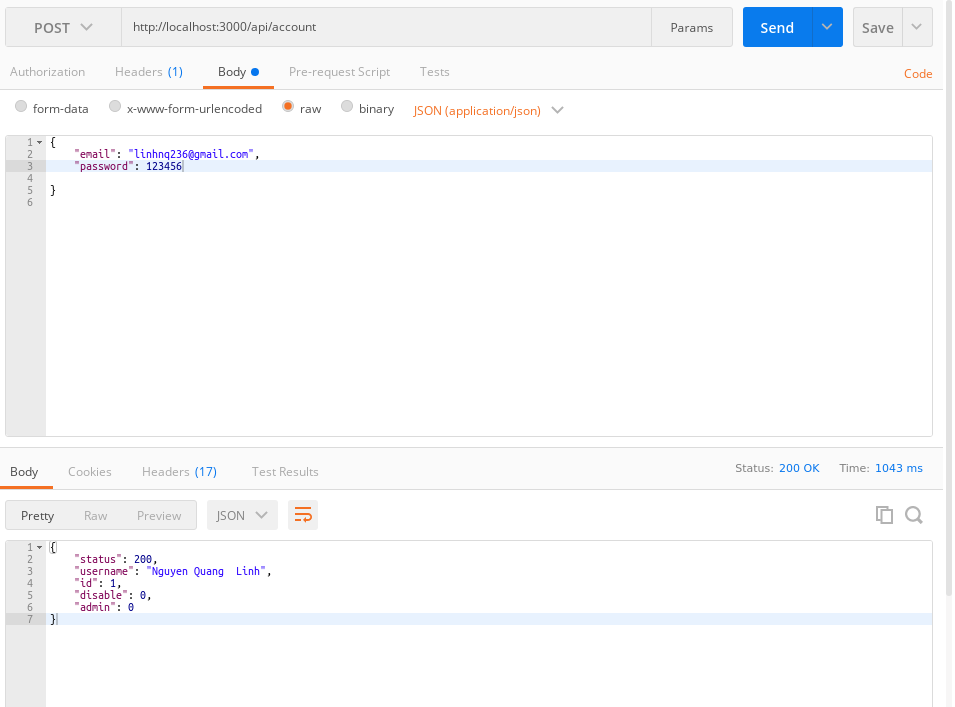 POST http://localhost:3000/api/account Params Send Save
Authorization Headers (1) Body Pre-request Script Tests Code
form-data x-www-form-urlencoded raw binary JSON (application/json)
1 {
2 "email": "linhnq236@gmail.com",
3 "password": 123456
4
5 }
6
Body Cookies Headers (17) Test Results Status: 200 OK Time: 1043 ms
Pretty Raw Preview JSON
1 {
2 "status": 200,
3 "username": "Nguyen Quang  Linh",
4 "id": 1,
5 "disable": 0,
6 "admin": 0
7 }